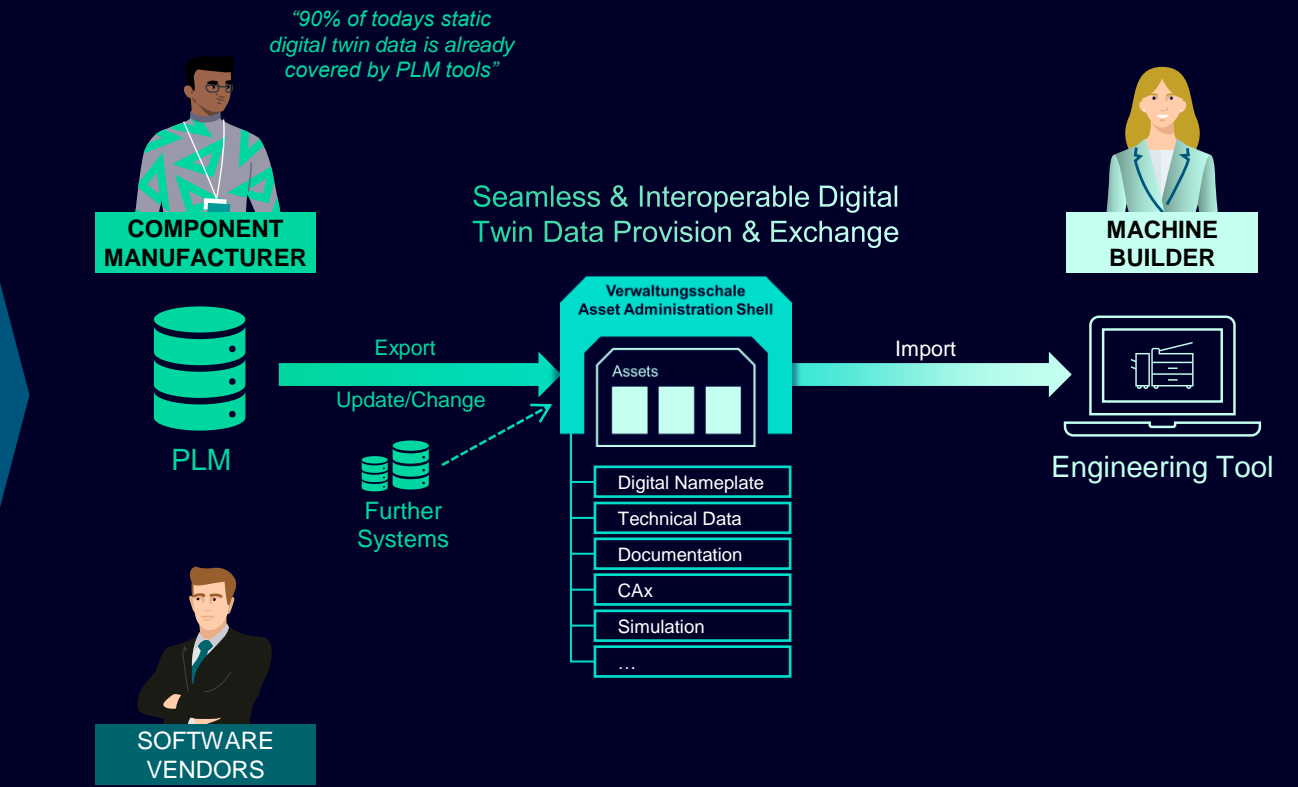 “90% of todays static
digital twin data is already
covered by PLM tools”
COMPONENT
MANUFACTURER
Seamless & Interoperable Digital
Twin Data Provision & Exchange
MACHINE
BUILDER
Verwaltungsschale
Asset Administration Shell
Export
Update/Change
Assets
Import
PLM
Further
Systems
Engineering Tool
Digital Nameplate
Technical Data
Documentation
CAx
Simulation
…
SOFTWARE
VENDORS